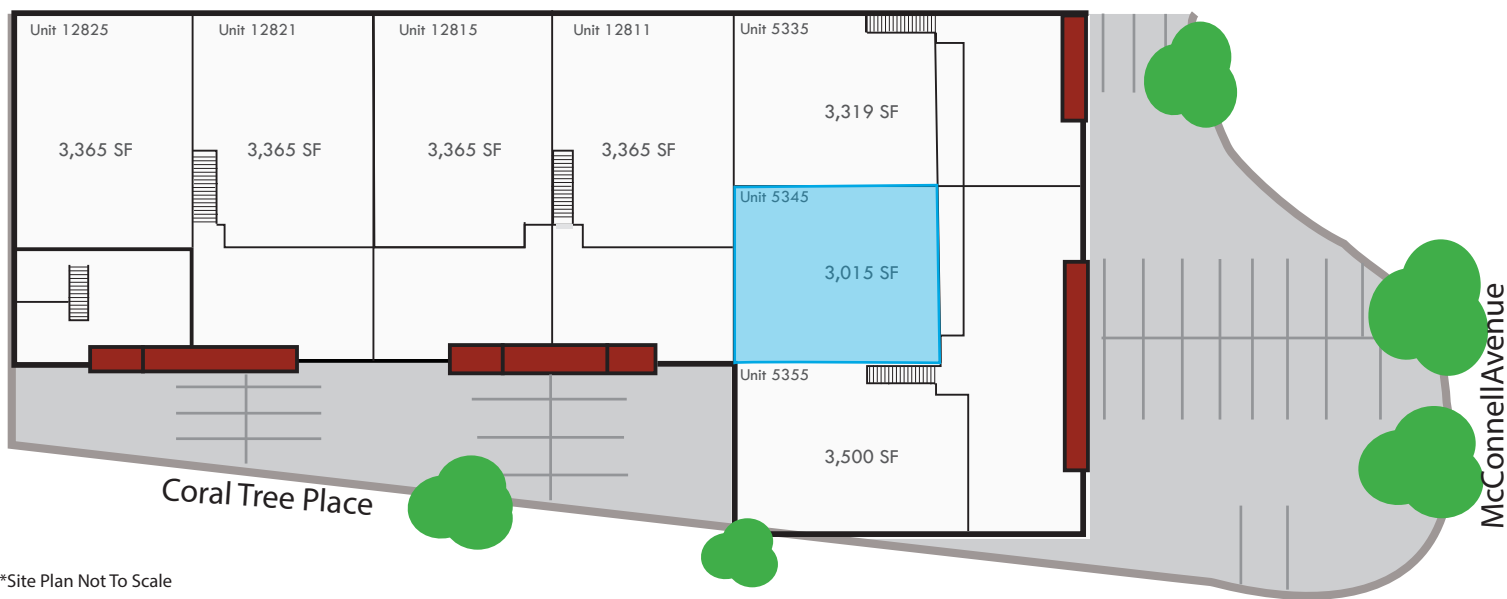 Unit 12825
Unit 12821
Unit 12815
Unit 12811
Unit 5335
3,365 SF
3,365 SF
3,365 SF
3,365 SF
3,319 SF
Unit 5345
3,015 SF
Unit 5355
3,500 SF
Coral Tree Place
McConnellAvenue
*Site Plan Not To Scale